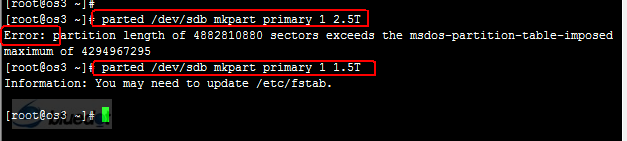 [root@os3 ~]#
[root@os3 ~]# parted /dev/sdb mkpart primary 1 2.5T
Error: partition length of 4882810880 sectors exceeds the msdos-partition-table-imposed
maximum of 4294967295
[root@os3 ~]# parted /dev/sdb mkpart primary 1 1.5T
Information: You may need to update /etc/fstab.
[root@os3 ~]#